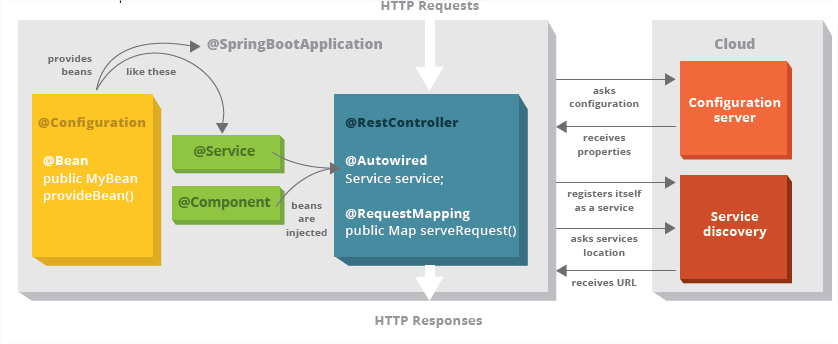 HTTP Requests
@SpringBootApplication
Cloud
provides
beans
like these
@Configuration
@Bean
public MyBean
provideBean()
@Service
@Component
beans
are
injected
@RestController
@Autowired
Service service;
@RequestMapping
public Map serveRequest()
asks
configuration
receives
properties
registers itself
as a service
asks services
location
receives URL
Configuration
server
Service
discovery
HTTP Responses